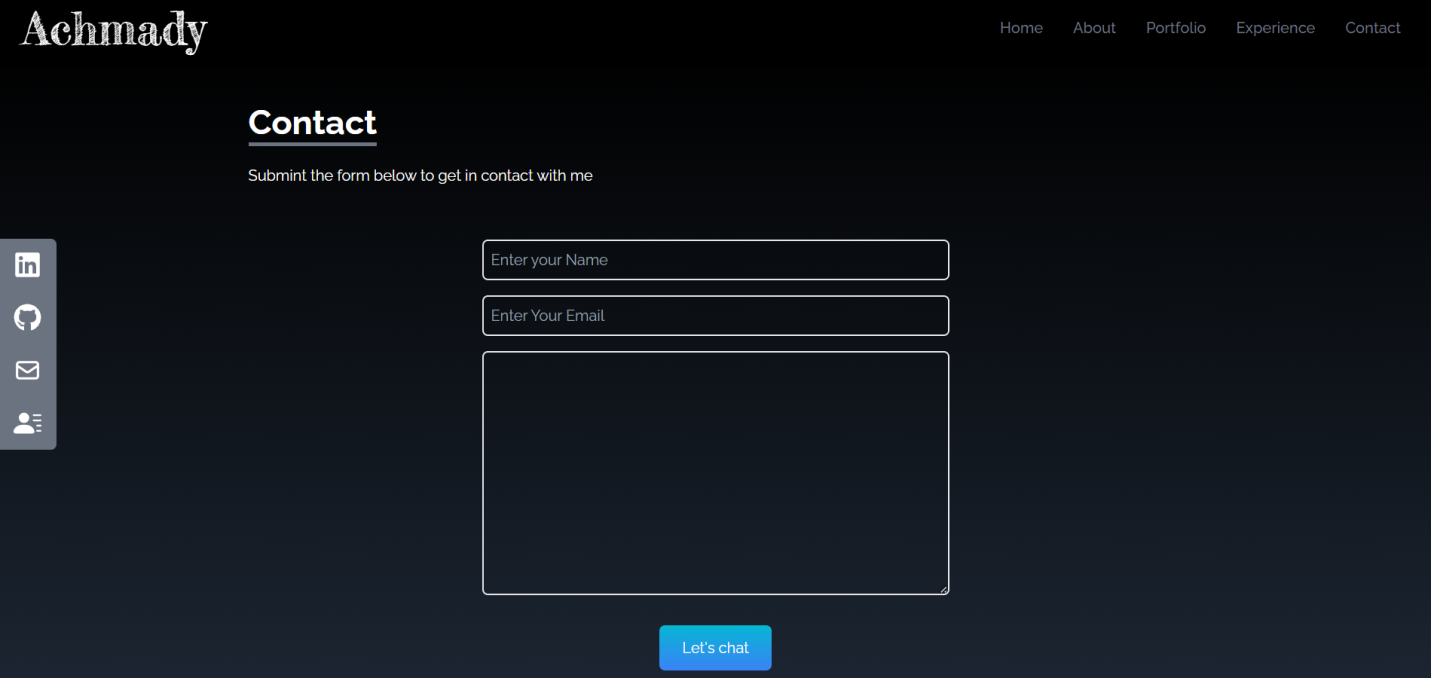 Achmady
Home About Portfolio Experience Contact
Contact
Submint the form below to get in contact with me
in
Enter your Name
Enter Your Email
Let's chat